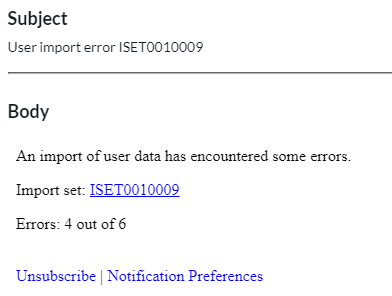 Subject
User import error ISET0010009
Body
An import of user data has encountered some errors.
Import set: ISET0010009
Errors: 4 out of 6
Unsubscribe | Notification Preferences